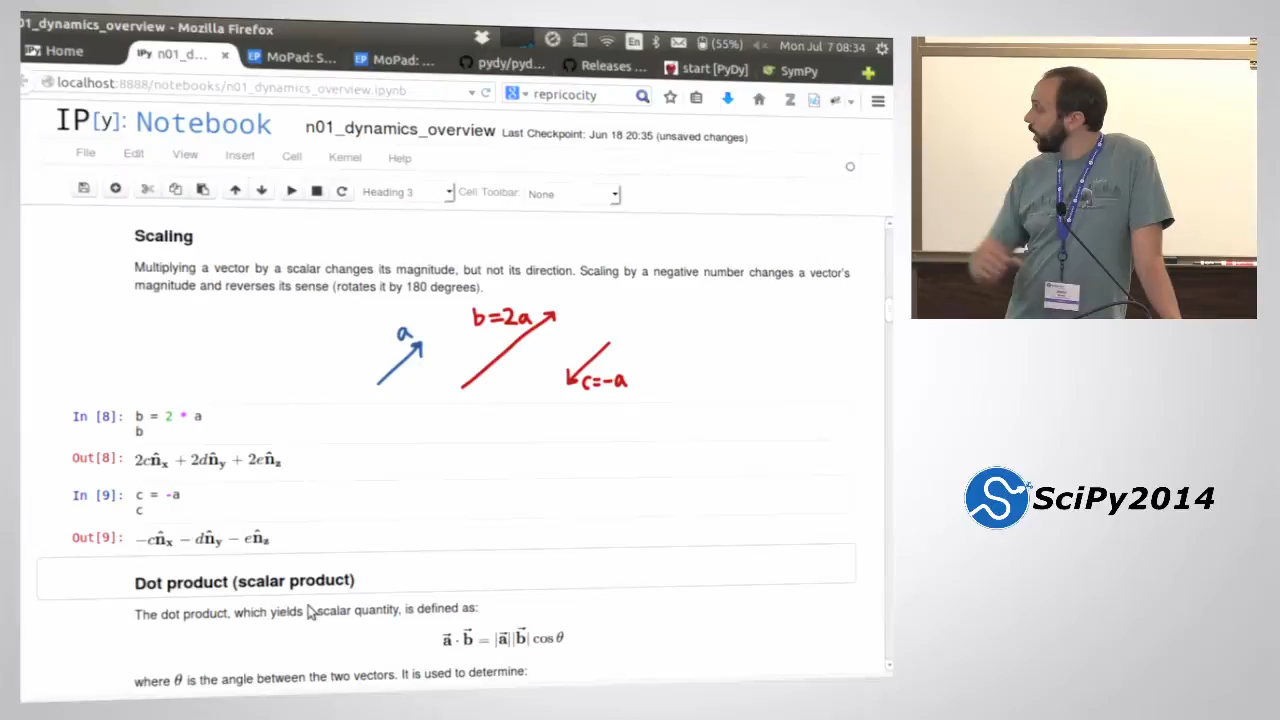 01_dynamics_overview - Mozilla Firefox
En
(55%)
Mon Jul 7 08:34
IPy Home
IPy n01_d...
EP MoPad: S...
EP MoPad: ...
pydy/pyd...
Releases ...
start [PyDy]
SymPy
localhost:8888/notebooks/n01_dynamics_overview.ipynb
repricocity
IP[y]: Notebook
n01_dynamics_overview Last Checkpoint: Jun 18 20:35 (unsaved changes)
File Edit View Insert Cell Kernel Help
Heading 3
Cell Toolbar: None
Scaling
Multiplying a vector by a scalar changes its magnitude, but not its direction. Scaling by a negative number changes a vector's
magnitude and reverses its sense (rotates it by 180 degrees).
a
b=2a
c=-a
In [8]: b = 2 * a
b
Out[8]: 2cn̂ₓ + 2dn̂ᵧ + 2en̂z
In [9]: c = -a
c
Out[9]: −cn̂ₓ − dn̂ᵧ − en̂z
Dot product (scalar product)
The dot product, which yields a scalar quantity, is defined as:
a⃗ · b⃗ = |a⃗||b⃗| cos θ
where θ is the angle between the two vectors. It is used to determine:
SciPy2014